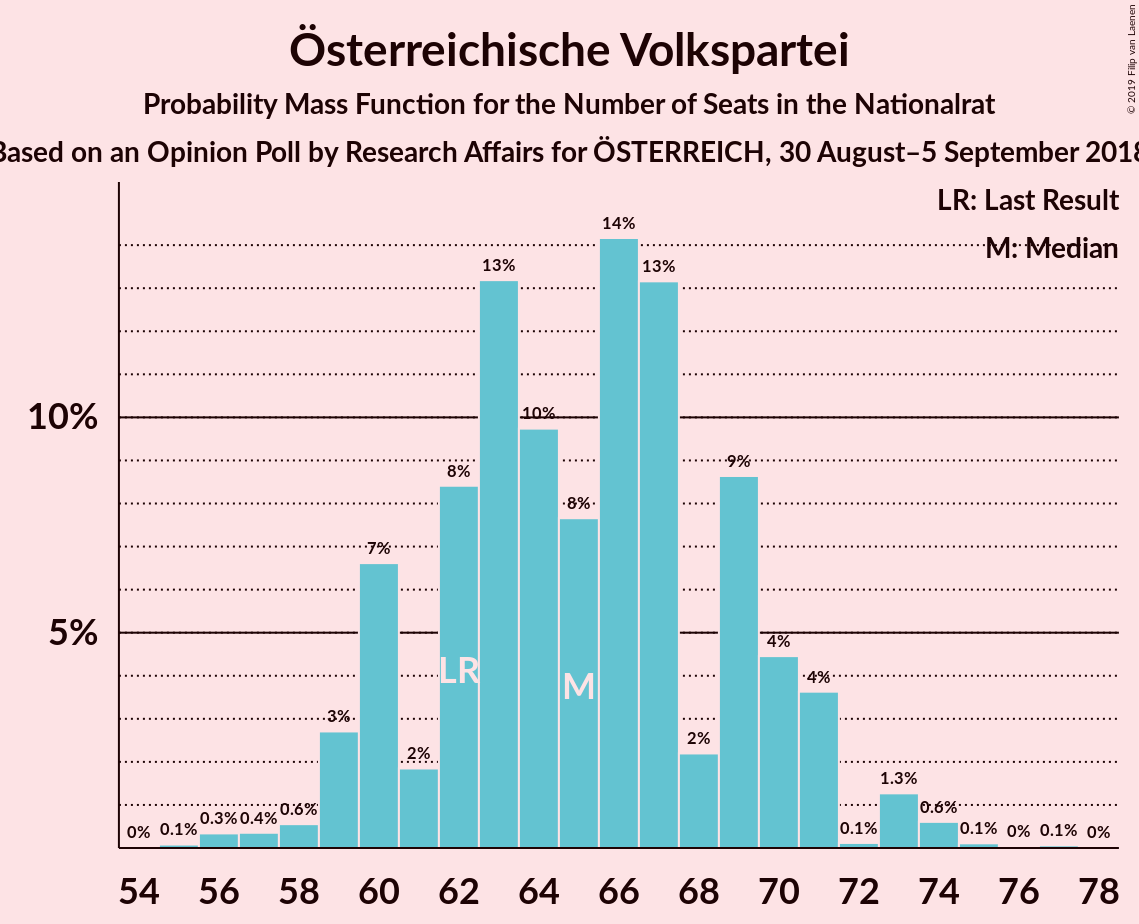 Österreichische Volkspartei
Probability Mass Function for the Number of Seats in the Nationalrat
Based on an Opinion Poll by Research Affairs for ÖSTERREICH, 30 August–5 September 2018
© 2019 Filip van Laenen
LR: Last Result
M: Median
14%
13% 13%
10% 10%
9%
8%
8%
7%
5%
4%
4%
LR M
3%
2%
2%
1.3%
0% 0.1% 0.3% 0.4% 0.6% 0.1% 0.6% 0.1% 0% 0.1% 0%
54 56 58 60 62 64 66 68 70 72 74 76 78